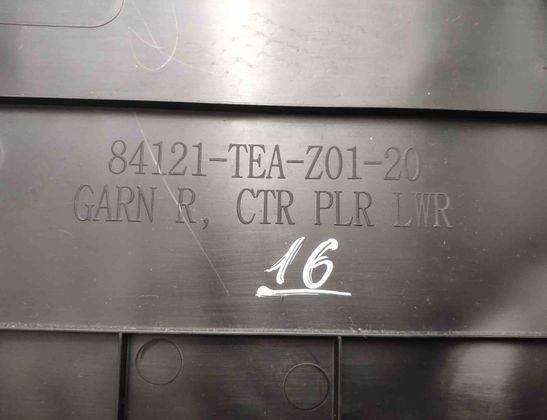 84121-TEA-Z01-20
GARN R, CTR PLR LWR
16